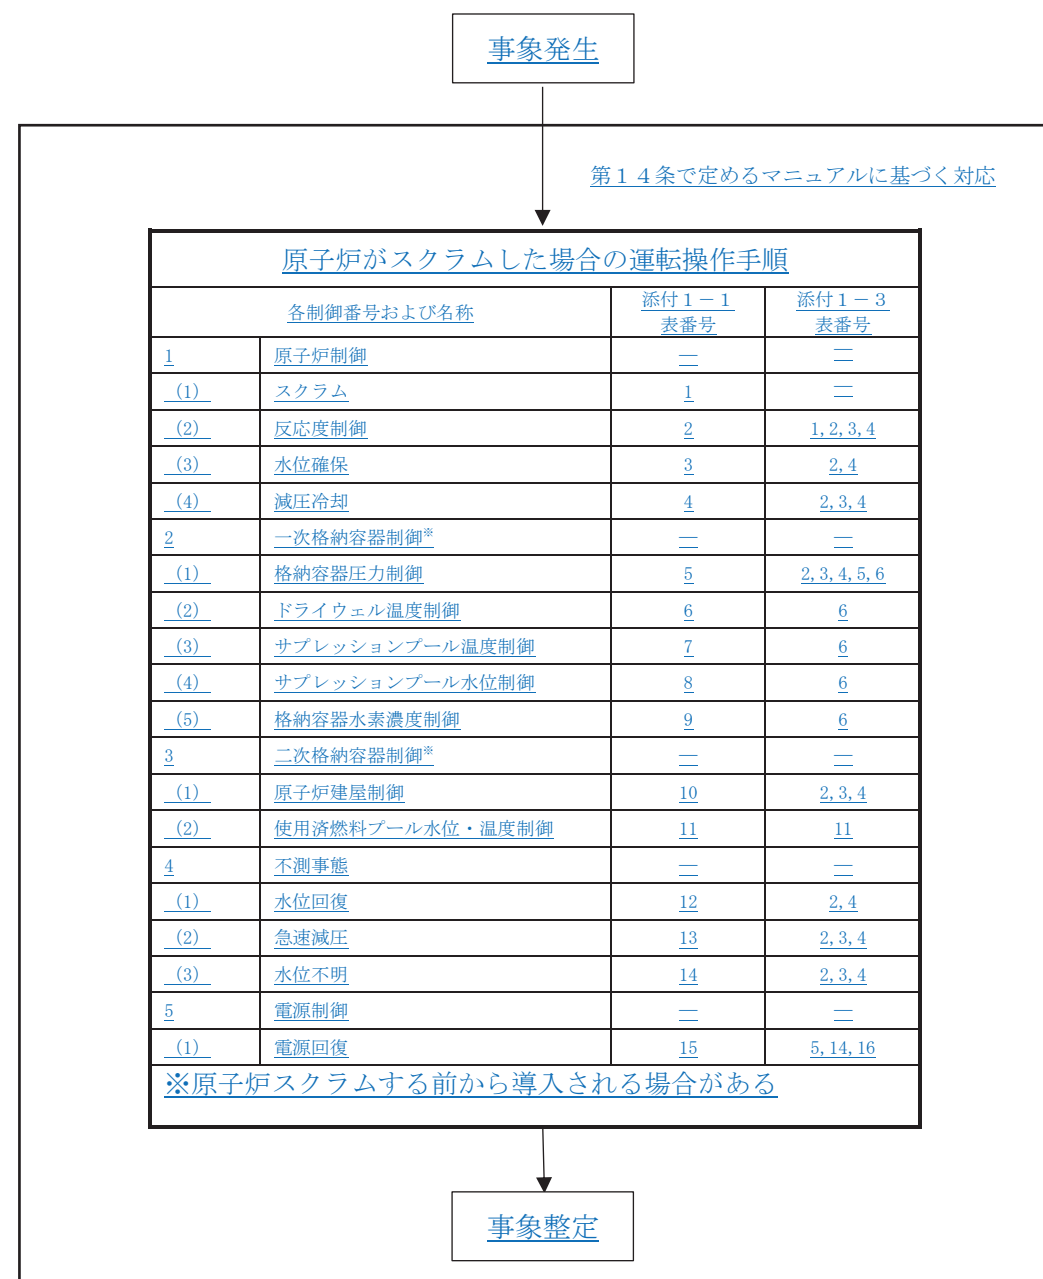 事象発生
第１４条で定めるマニュアルに基づく対応
原子炉がスクラムした場合の運転操作手順
各制御番号および名称 添付１－１ 表番号 添付１－３ 表番号
1 原子炉制御 ― ―
(1) スクラム 1 ―
(2) 反応度制御 2 1,2,3,4
(3) 水位確保 3 2,4
(4) 減圧冷却 4 2,3,4
2 一次格納容器制御※ ― ―
(1) 格納容器圧力制御 5 2,3,4,5,6
(2) ドライウェル温度制御 6 6
(3) サプレッションプール温度制御 7 6
(4) サプレッションプール水位制御 8 6
(5) 格納容器水素濃度制御 9 6
3 二次格納容器制御※ ― ―
(1) 原子炉建屋制御 10 2,3,4
(2) 使用済燃料プール水位・温度制御 11 11
4 不測事態 ― ―
(1) 水位回復 12 2,4
(2) 急速減圧 13 2,3,4
(3) 水位不明 14 2,3,4
5 電源制御 ― ―
(1) 電源回復 15 5,14,16
※原子炉スクラムする前から導入される場合がある
事象整定